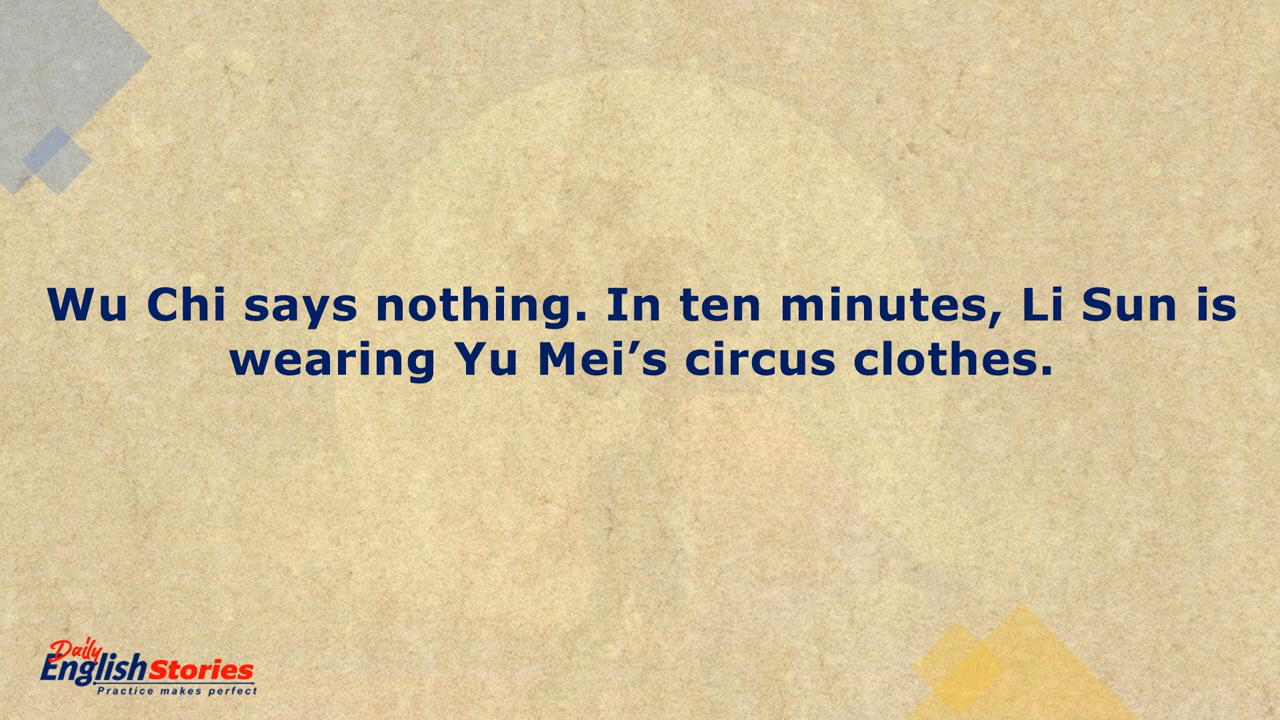 Wu Chi says nothing. In ten minutes, Li Sun is
wearing Yu Mei’s circus clothes.
Daily
EnglishStories
Practice makes perfect